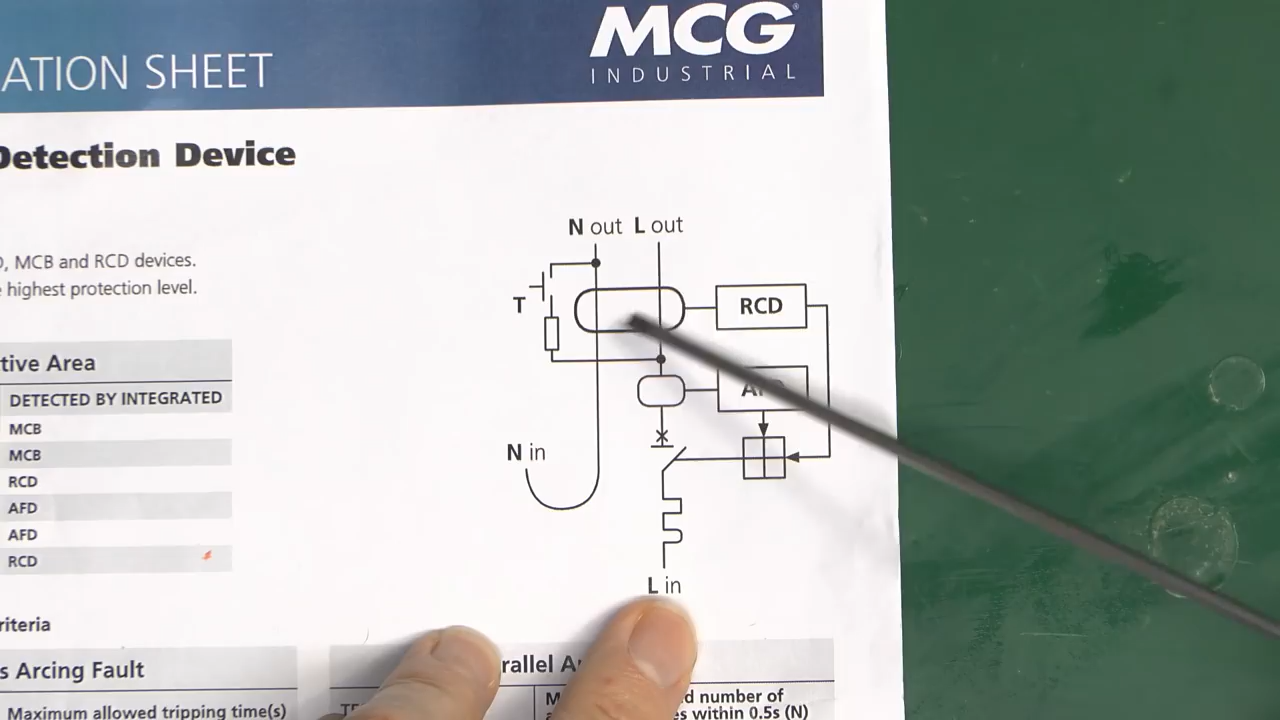 MCG
INDUSTRIAL
ATION SHEET
Detection Device
N out L out
, MCB and RCD devices.
highest protection level.
T
RCD
tive Area
DETECTED BY INTEGRATED
MCB
MCB
RCD
AFD
AFD
RCD
N in
L in
riteria
s Arcing Fault
rallel A
Maximum allowed tripping time(s)
d number of
s within 0.5s (N)